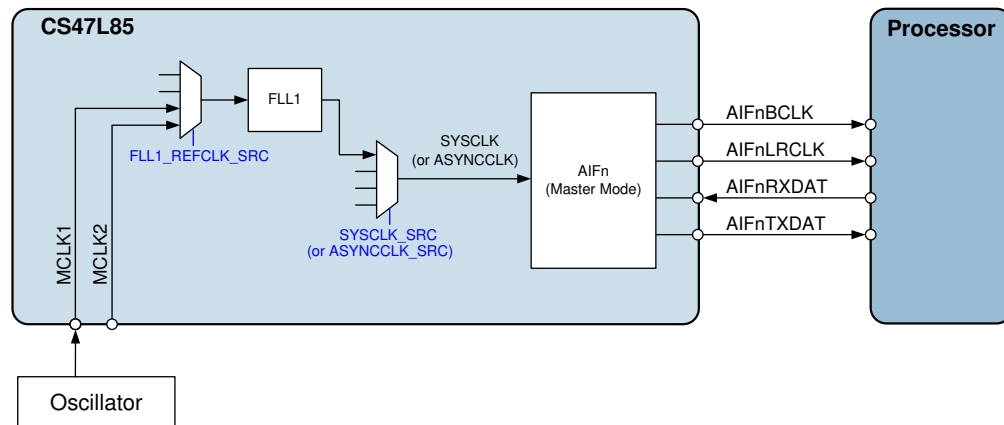 CS47L85
Processor
FLL1
FLL1_REFCLK_SRC
MCLK1
MCLK2
SYSCLK
(or ASYNCCLK)
SYSCLK_SRC
(or ASYNCCLK_SRC)
AIFn
(Master Mode)
AIFnBCLK
AIFnLRCLK
AIFnRXDAT
AIFnTXDAT
Oscillator